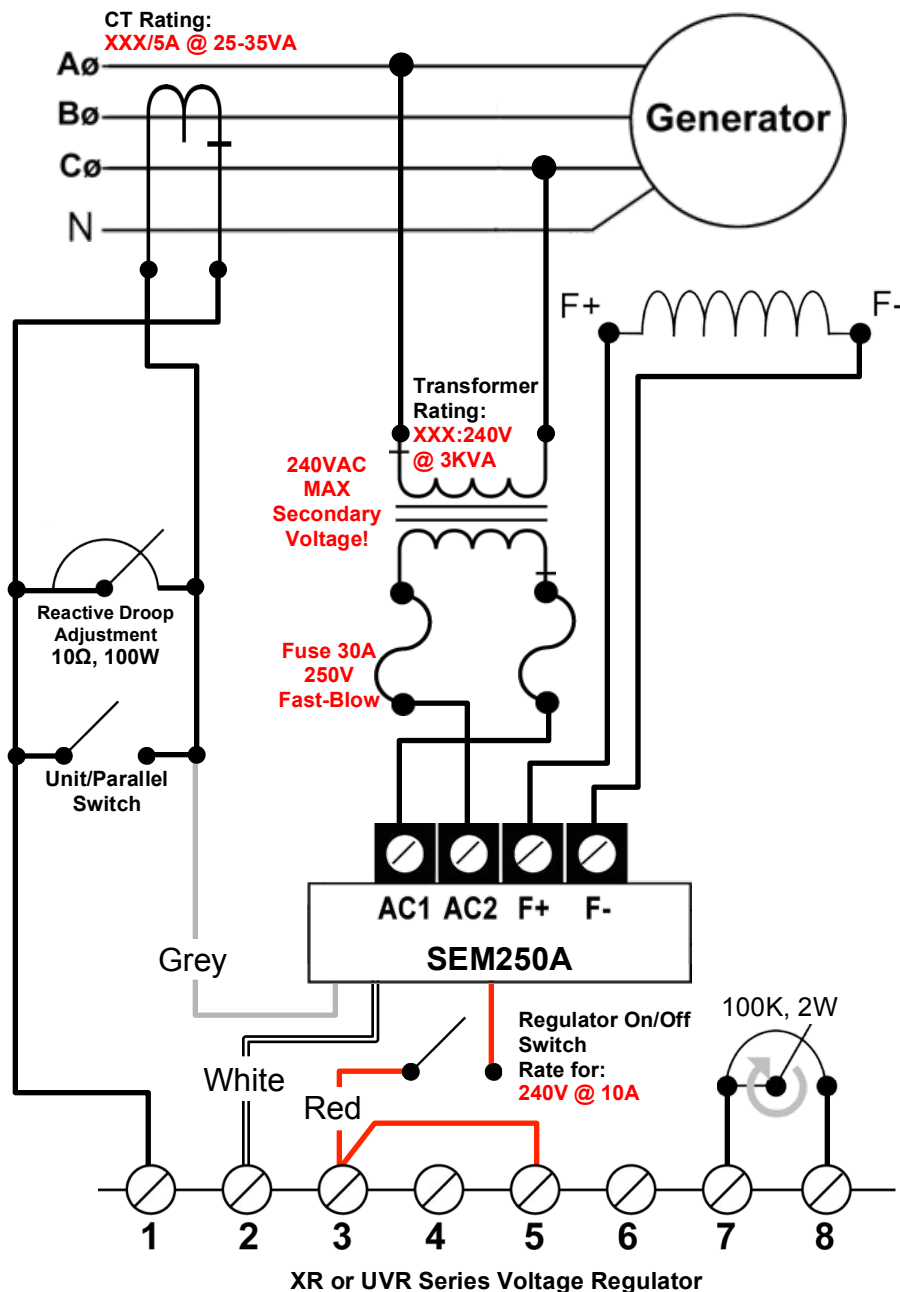 CT Rating:
XXX/5A @ 25-35VA
Aø
Bø
Cø
N
Generator
F+
F-
Transformer
Rating:
XXX:240V
@ 3KVA
240VAC
MAX
Secondary
Voltage!
Reactive Droop
Adjustment
10Ω, 100W
Fuse 30A
250V
Fast-Blow
Unit/Parallel
Switch
AC1 AC2 F+ F-
SEM250A
Grey
White
Red
Regulator On/Off
Switch
Rate for:
240V @ 10A
100K, 2W
1 2 3 4 5 6 7 8
XR or UVR Series Voltage Regulator